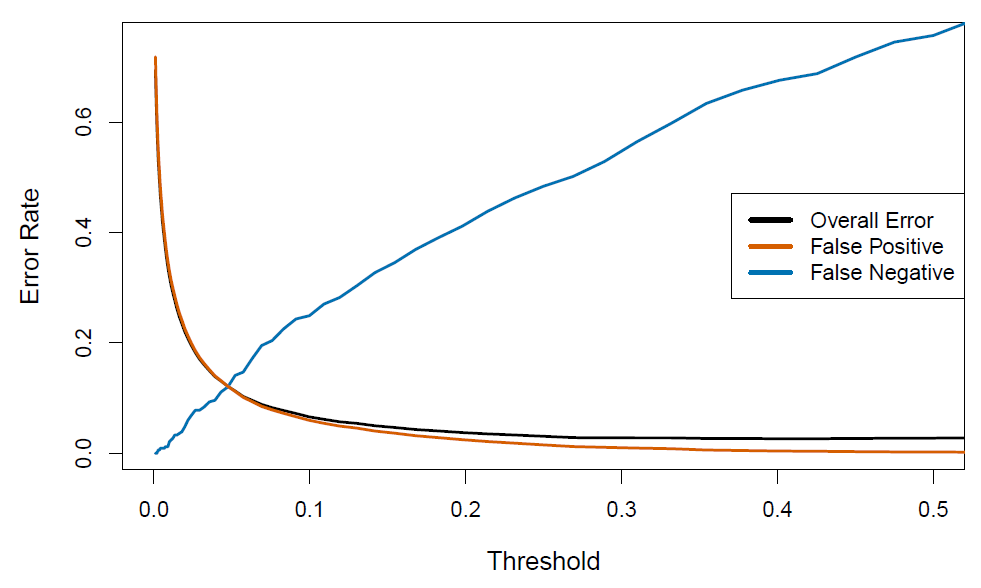 Error Rate
0.6
0.4
0.2
0.0
Overall Error
False Positive
False Negative
0.0 0.1 0.2 0.3 0.4 0.5
Threshold